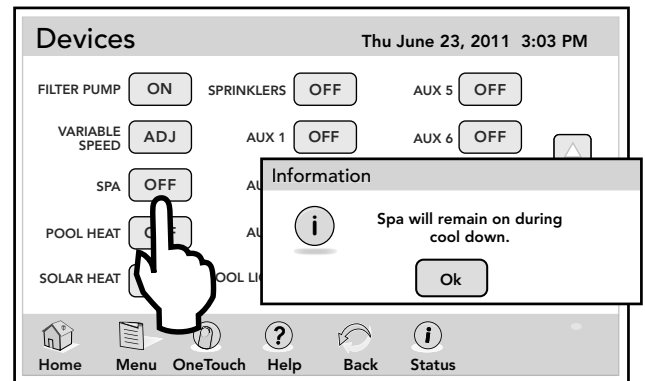 Devices
Thu June 23, 2011 3:03 PM
FILTER PUMP ON SPRINKLERS OFF AUX 5 OFF
VARIABLE SPEED ADJ AUX 1 OFF AUX 6 OFF
SPA OFF
POOL HEAT
SOLAR HEAT
Information
i
Spa will remain on during
cool down.
Ok
? i
Home Menu OneTouch Help Back Status